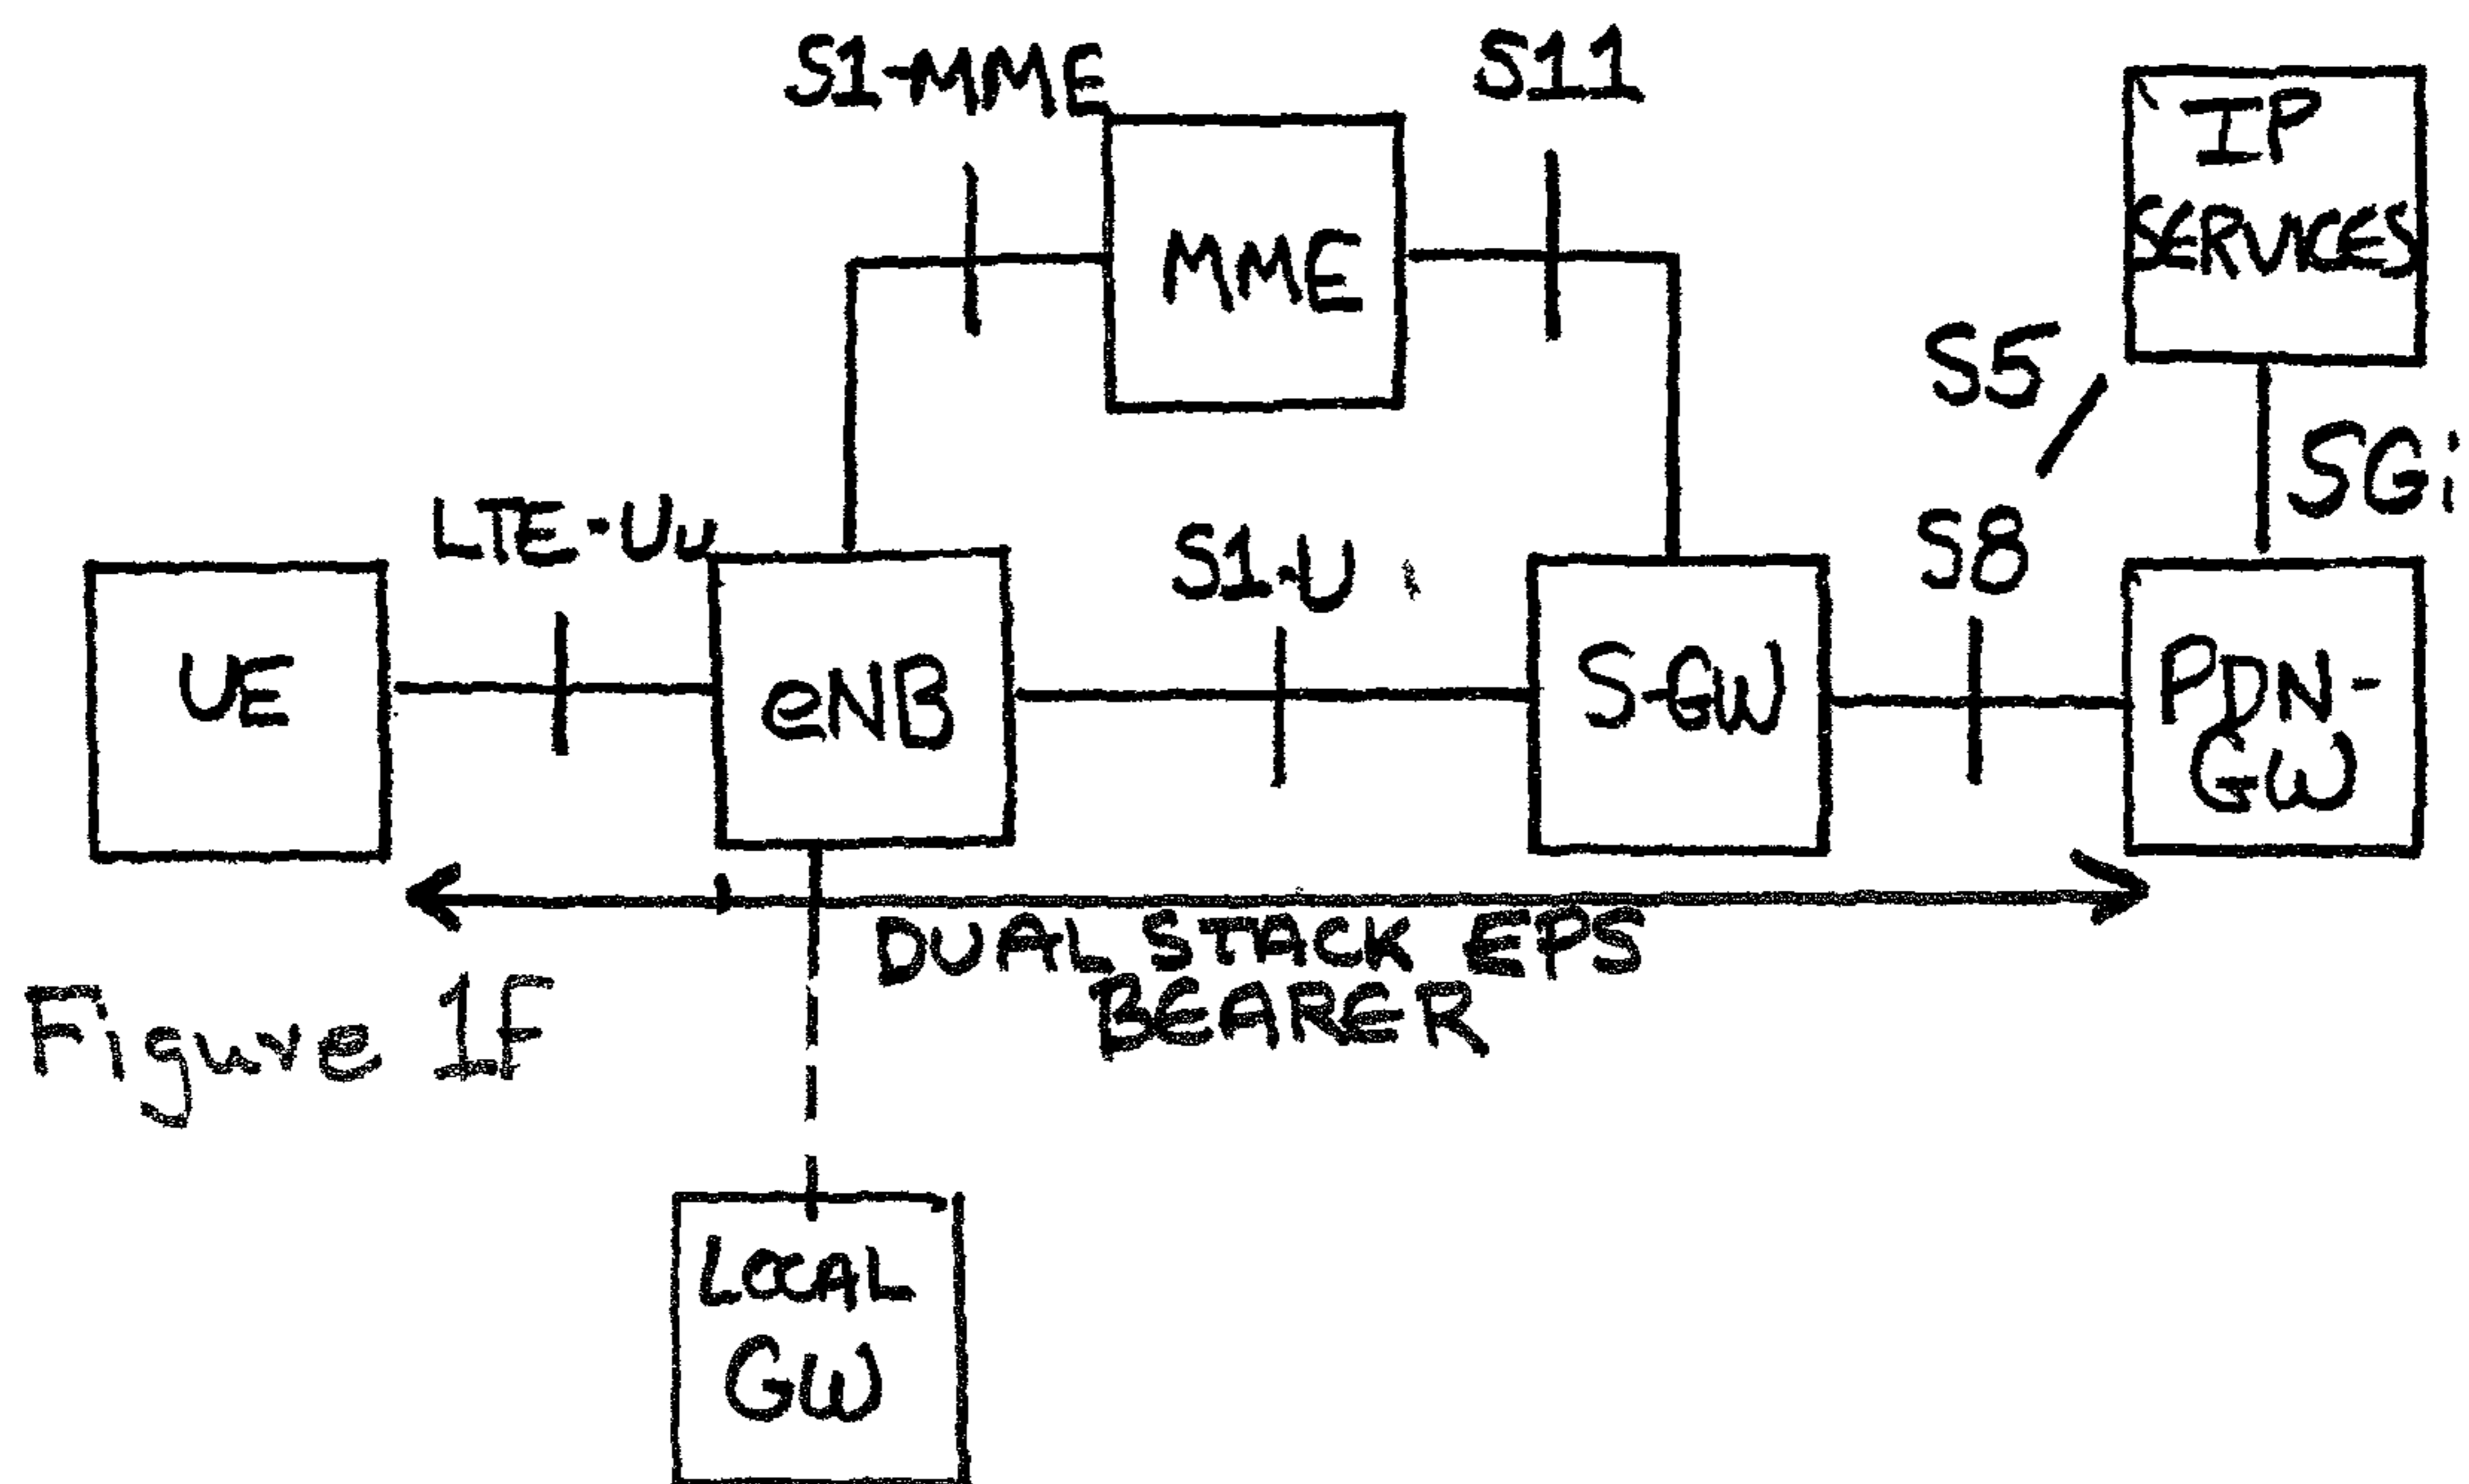 S1-MME
S11
IP
SERVICES
MME
S5/
SGi
LTE-Uu
S1-U
S8
UE
eNB
S-GW
PDN-
GW
DUAL STACK EPS
BEARER
Figure 1F
LOCAL
GW